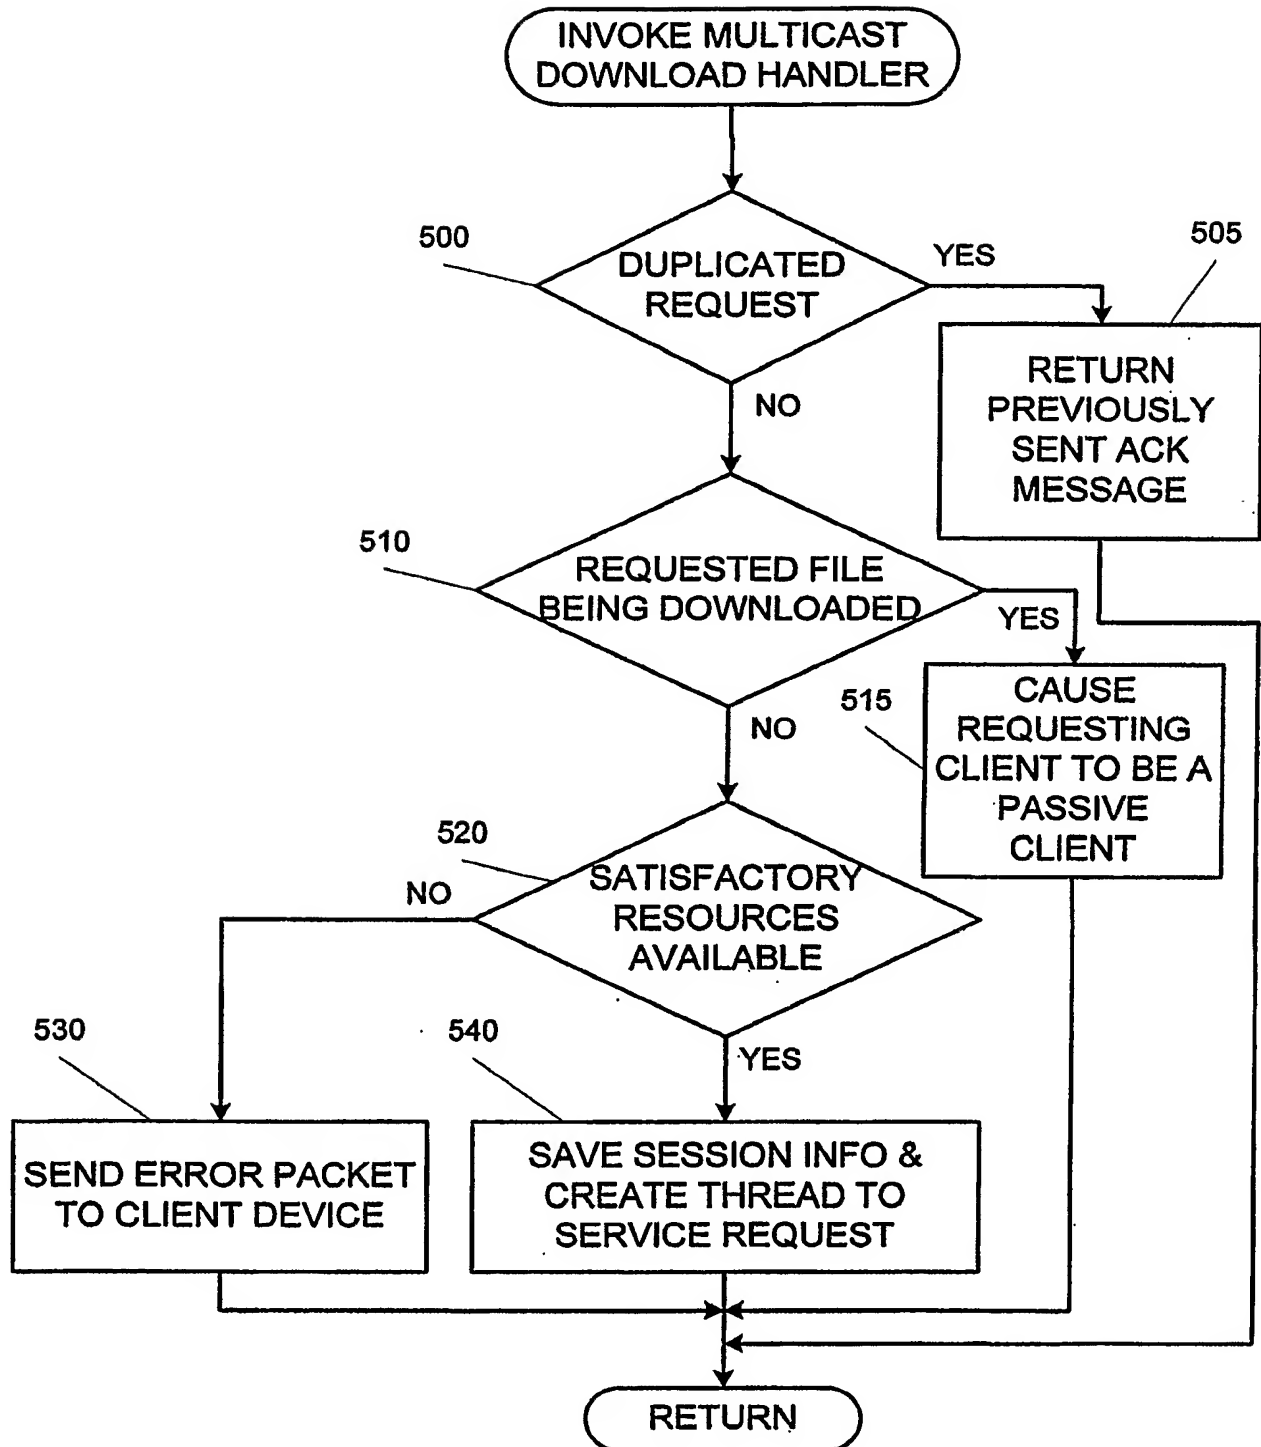 INVOKE MULTICAST
DOWNLOAD HANDLER
500
DUPLICATED
REQUEST
YES
505
RETURN
PREVIOUSLY
SENT ACK
MESSAGE
NO
510
REQUESTED FILE
BEING DOWNLOADED
YES
515
CAUSE
REQUESTING
CLIENT TO BE A
PASSIVE
CLIENT
NO
520
SATISFACTORY
RESOURCES
AVAILABLE
NO
YES
530
SEND ERROR PACKET
TO CLIENT DEVICE
540
SAVE SESSION INFO &
CREATE THREAD TO
SERVICE REQUEST
RETURN